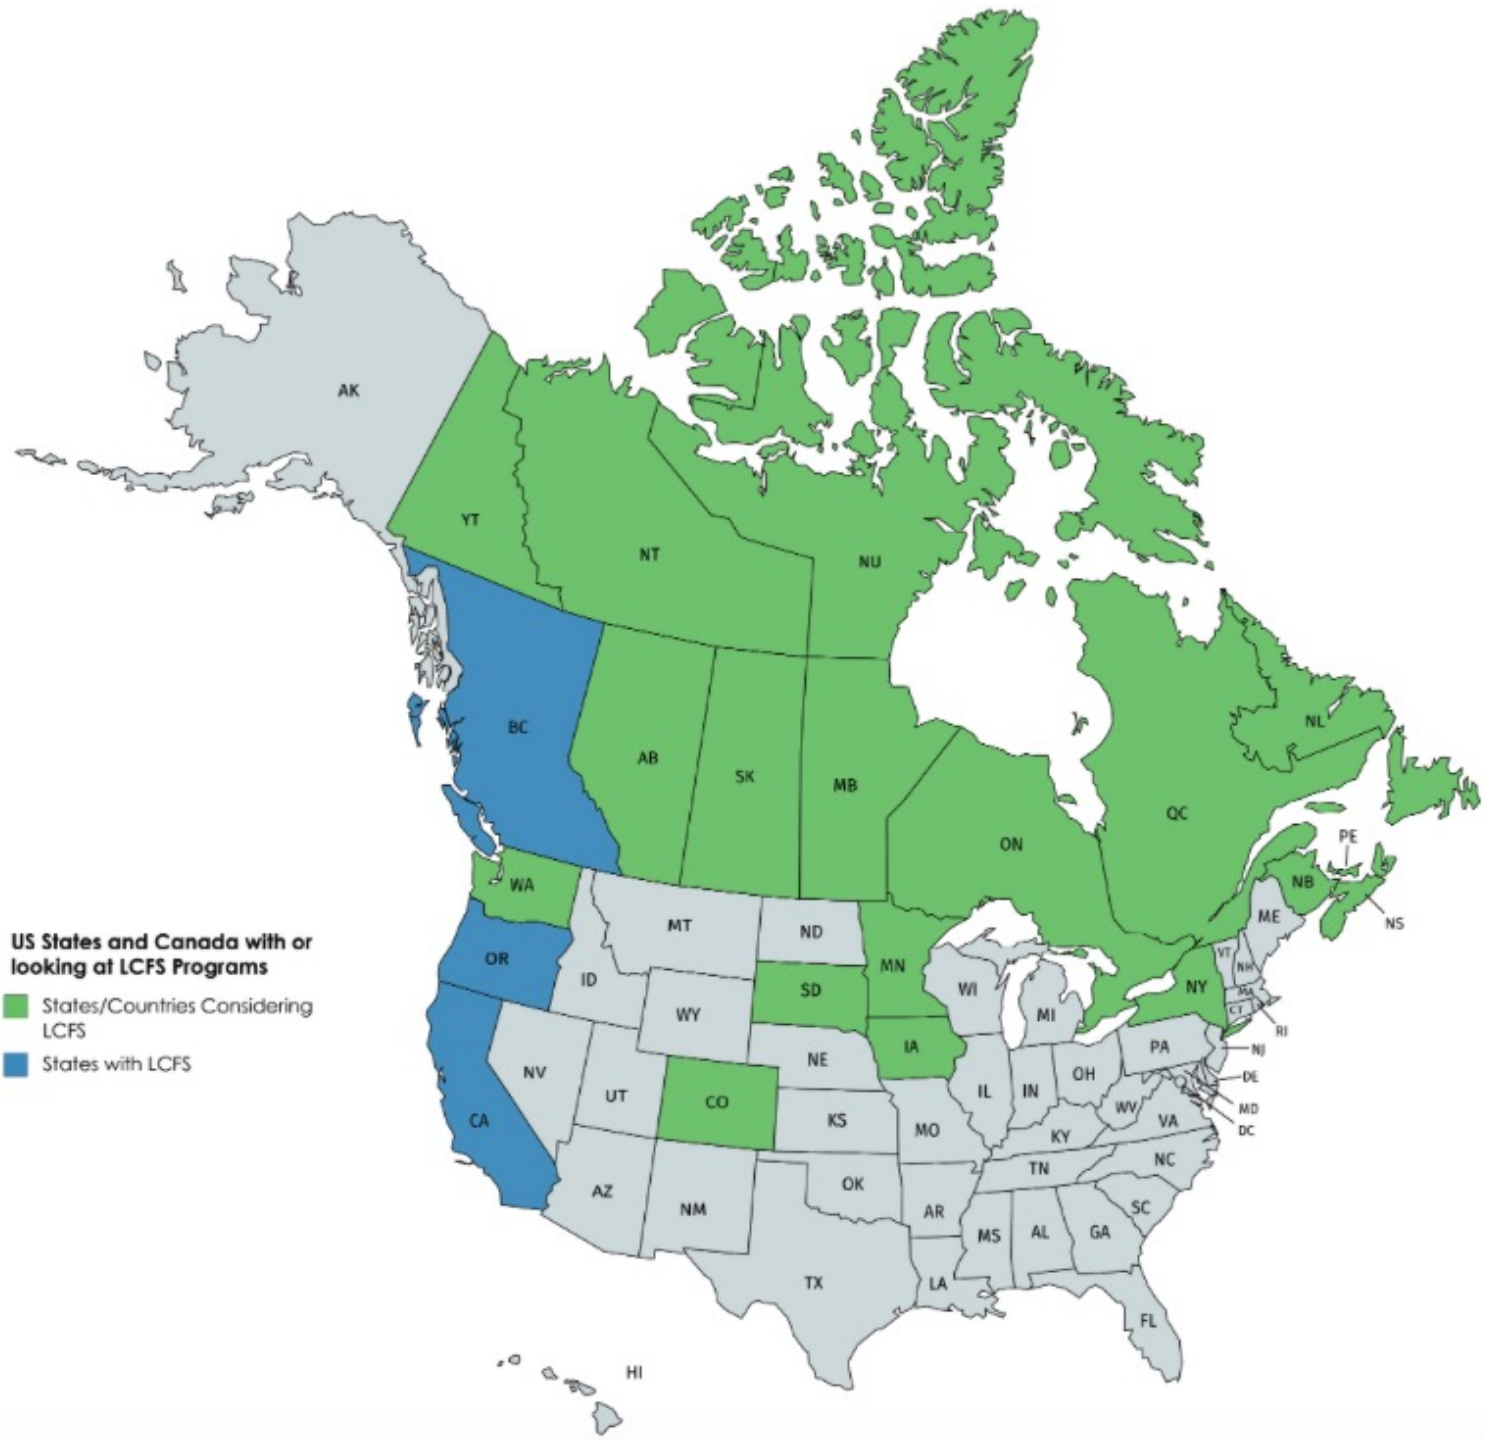 AK
YT
NT
NU
BC
AB
SK
MB
ON
QC
NL
PE
NB
NS
WA
MT
ND
MN
ME
VT
NH
MA
CT
RI
US States and Canada with or
looking at LCFS Programs
States/Countries Considering
LCFS
States with LCFS
OR
ID
SD
WI
NY
WY
MI
IA
PA
NJ
NE
NV
UT
CO
IL
IN
OH
DE
MD
DC
CA
KS
MO
WV
VA
KY
TN
NC
AZ
NM
OK
AR
SC
MS
AL
GA
TX
LA
FL
HI